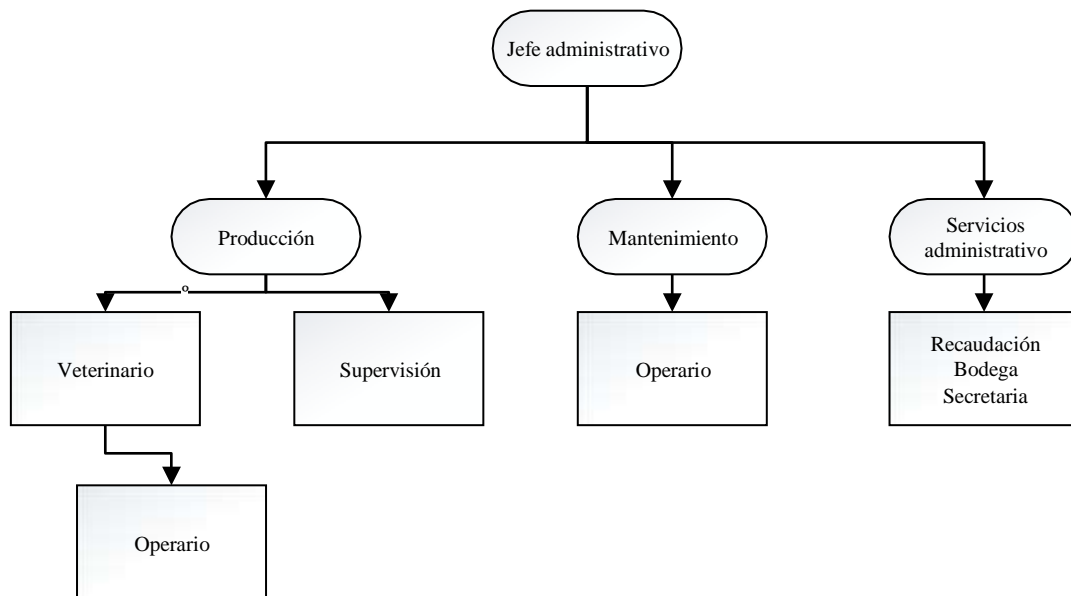 Jefe administrativo
Producción
Mantenimiento
Servicios
administrativo
o
Veterinario
Supervisión
Operario
Recaudación
Bodega
Secretaria
Operario